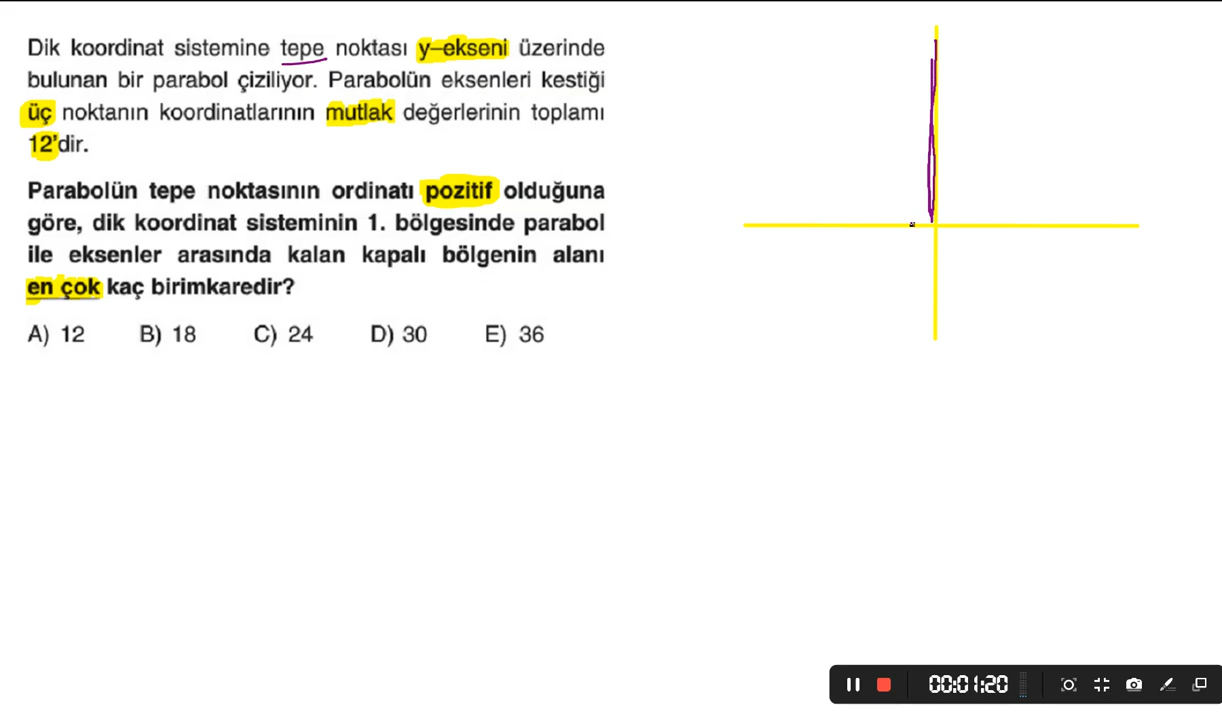 Dik koordinat sistemine tepe noktası y–ekseni üzerinde
bulunan bir parabol çiziliyor. Parabolün eksenleri kestiği
üç noktanın koordinatlarının mutlak değerlerinin toplamı
12'dir.
Parabolün tepe noktasının ordinatı pozitif olduğuna
göre, dik koordinat sisteminin 1. bölgesinde parabol
ile eksenler arasında kalan kapalı bölgenin alanı
en çok kaç birimkaredir?
A) 12 B) 18 C) 24 D) 30 E) 36
00:01:20